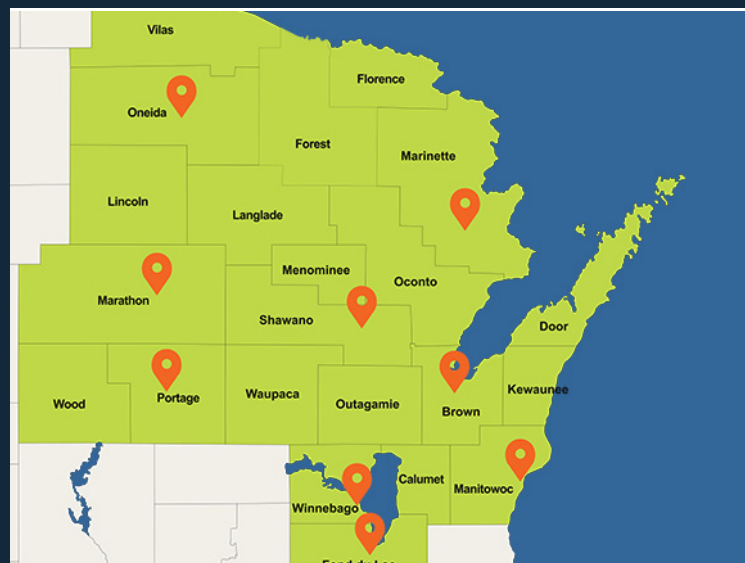 Vilas
Florence
Oneida
Forest
Marinette
Lincoln
Langlade
Menominee
Oconto
Marathon
Shawano
Door
Kewaunee
Waupaca
Portage
Wood
Outagamie
Brown
Calumet
Manitowoc
Winnebago